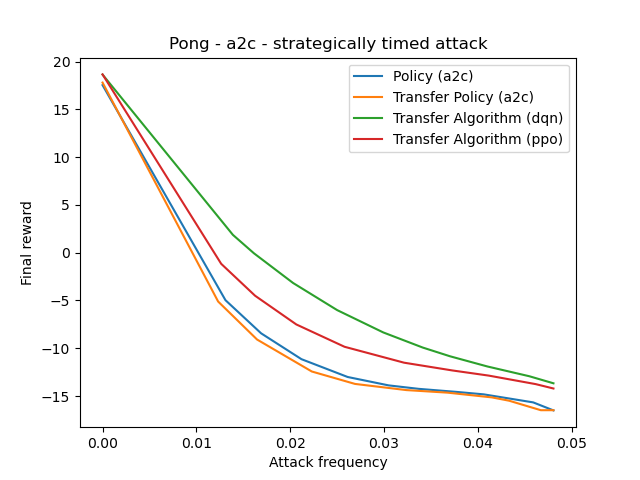 Pong - a2c - strategically timed attack
Policy (a2c)
Transfer Policy (a2c)
Transfer Algorithm (dqn)
Transfer Algorithm (ppo)
Final reward
20
15
10
5
0
−5
−10
−15
0.00 0.01 0.02 0.03 0.04 0.05
Attack frequency